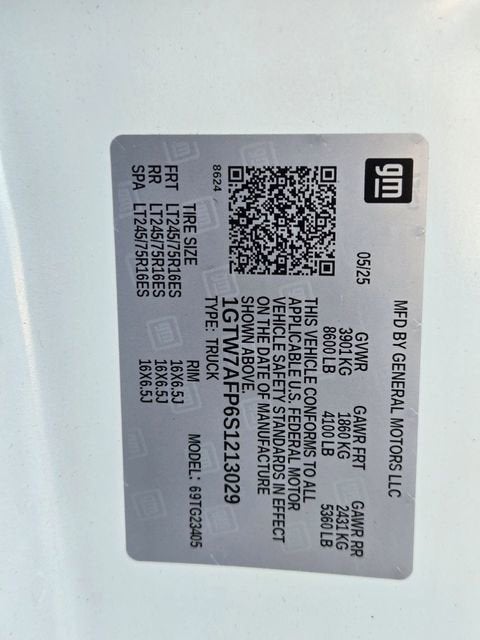 gm
MFD BY GENERAL MOTORS LLC
05/25 GVWR GAWR FRT GAWR RR
3901 KG 1860 KG 2431 KG
8600 LB 4100 LB 5360 LB
THIS VEHICLE CONFORMS TO ALL
APPLICABLE U.S. FEDERAL MOTOR
VEHICLE SAFETY STANDARDS IN EFFECT
ON THE DATE OF MANUFACTURE
SHOWN ABOVE.
1GTW7AFP6S1213029
8624 TYPE: TRUCK MODEL: 69TG23405
TIRE SIZE RIM
FRT LT245/75R16ES 16X6.5J
RR LT245/75R16ES 16X6.5J
SPA LT245/75R16ES 16X6.5J